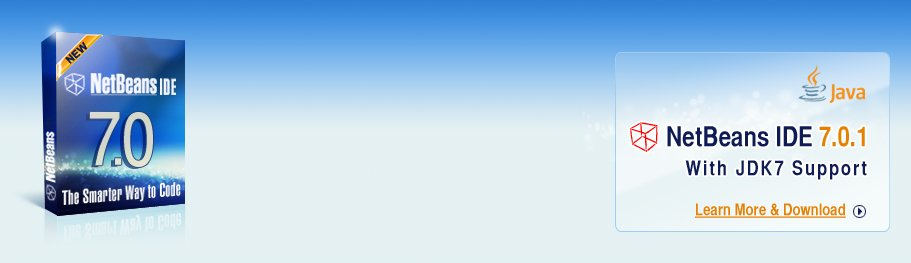 NEW
NetBeans IDE
7.0
NetBeans
The Smarter Way to Code
Java
NetBeans IDE 7.0.1
With JDK7 Support
Learn More & Download